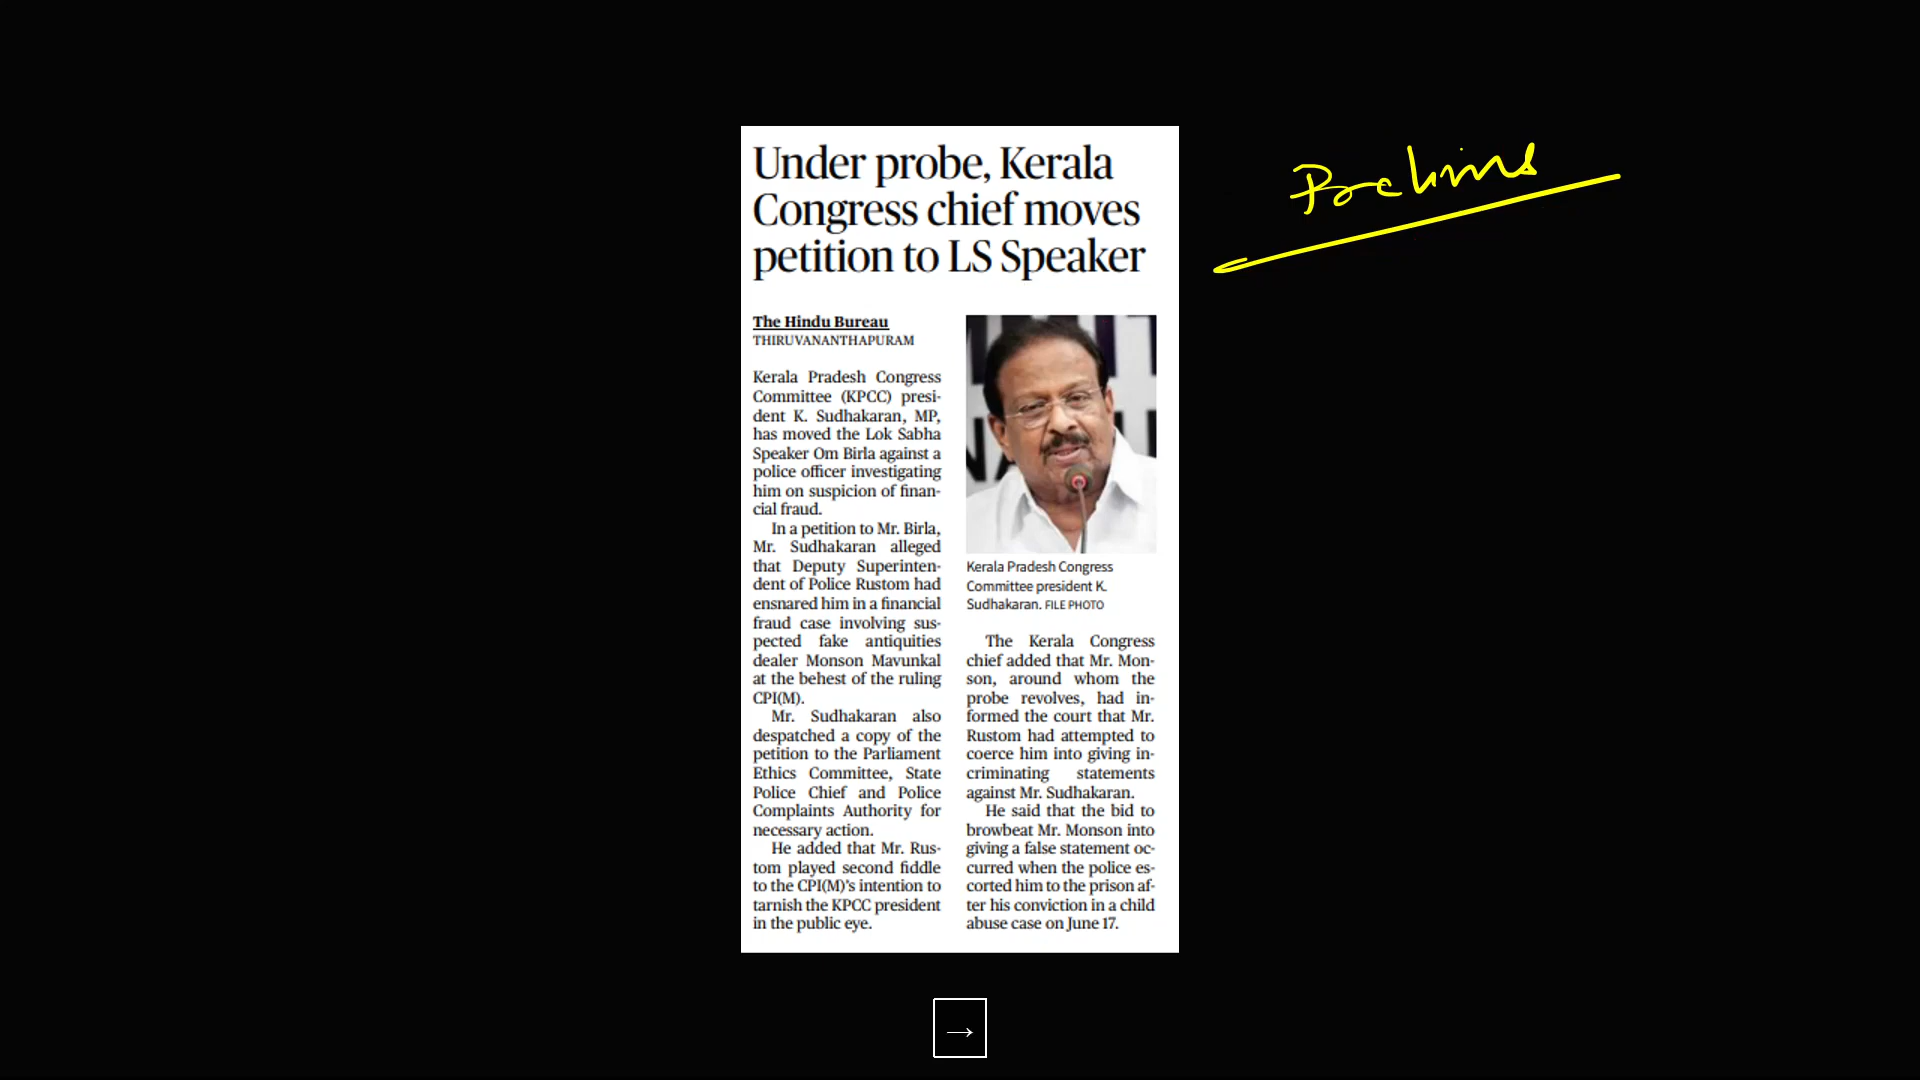 Under probe, Kerala
Congress chief moves
petition to LS Speaker
Prelims
The Hindu Bureau
THIRUVANANTHAPURAM
Kerala Pradesh Congress
Committee (KPCC) presi-
dent K. Sudhakaran, MP,
has moved the Lok Sabha
Speaker Om Birla against a
police officer investigating
him on suspicion of finan-
cial fraud.
In a petition to Mr. Birla,
Mr. Sudhakaran alleged
that Deputy Superinten-
dent of Police Rustom had
ensnared him in a financial
fraud case involving sus-
pected fake antiquities
dealer Monson Mavunkal
at the behest of the ruling
CPI(M).
Mr. Sudhakaran also
despatched a copy of the
petition to the Parliament
Ethics Committee, State
Police Chief and Police
Complaints Authority for
necessary action.
He added that Mr. Rus-
tom played second fiddle
to the CPI(M)'s intention to
tarnish the KPCC president
in the public eye.
Kerala Pradesh Congress
Committee president K.
Sudhakaran. FILE PHOTO
The Kerala Congress
chief added that Mr. Mon-
son, around whom the
probe revolves, had in-
formed the court that Mr.
Rustom had attempted to
coerce him into giving in-
criminating statements
against Mr. Sudhakaran.
He said that the bid to
browbeat Mr. Monson into
giving a false statement oc-
curred when the police es-
corted him to the prison af-
ter his conviction in a child
abuse case on June 17.